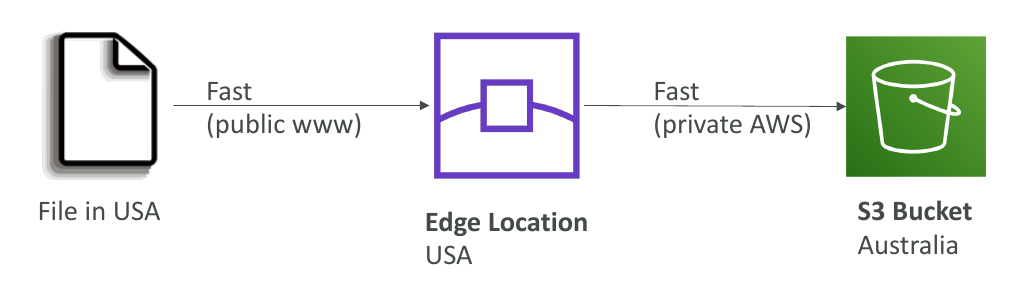 Fast
(public www)
Fast
(private AWS)
File in USA
Edge Location
USA
S3 Bucket
Australia